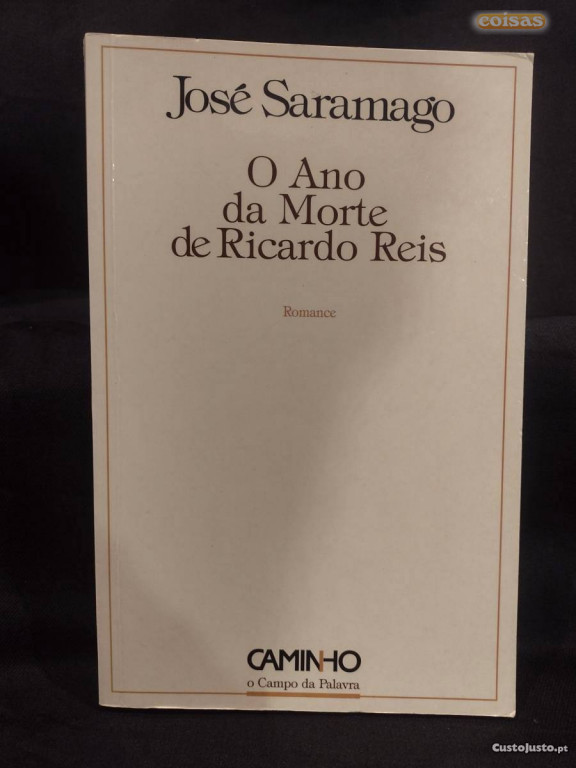 coisas
José Saramago
O Ano
da Morte
de Ricardo Reis
Romance
CAMINHO
o Campo da Palavra
CustoJusto.pt